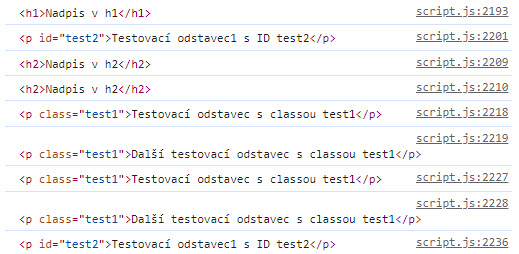 <h1>Nadpis v h1</h1> script.js:2193
<p id="test2">Testovací odstavec1 s ID test2</p> script.js:2201
<h2>Nadpis v h2</h2> script.js:2209
<h2>Nadpis v h2</h2> script.js:2210
<p class="test1">Testovací odstavec s classou test1</p> script.js:2218
script.js:2219
<p class="test1">Další testovací odstavec s classou test1</p>
<p class="test1">Testovací odstavec s classou test1</p> script.js:2227
script.js:2228
<p class="test1">Další testovací odstavec s classou test1</p>
<p id="test2">Testovací odstavec1 s ID test2</p> script.js:2236